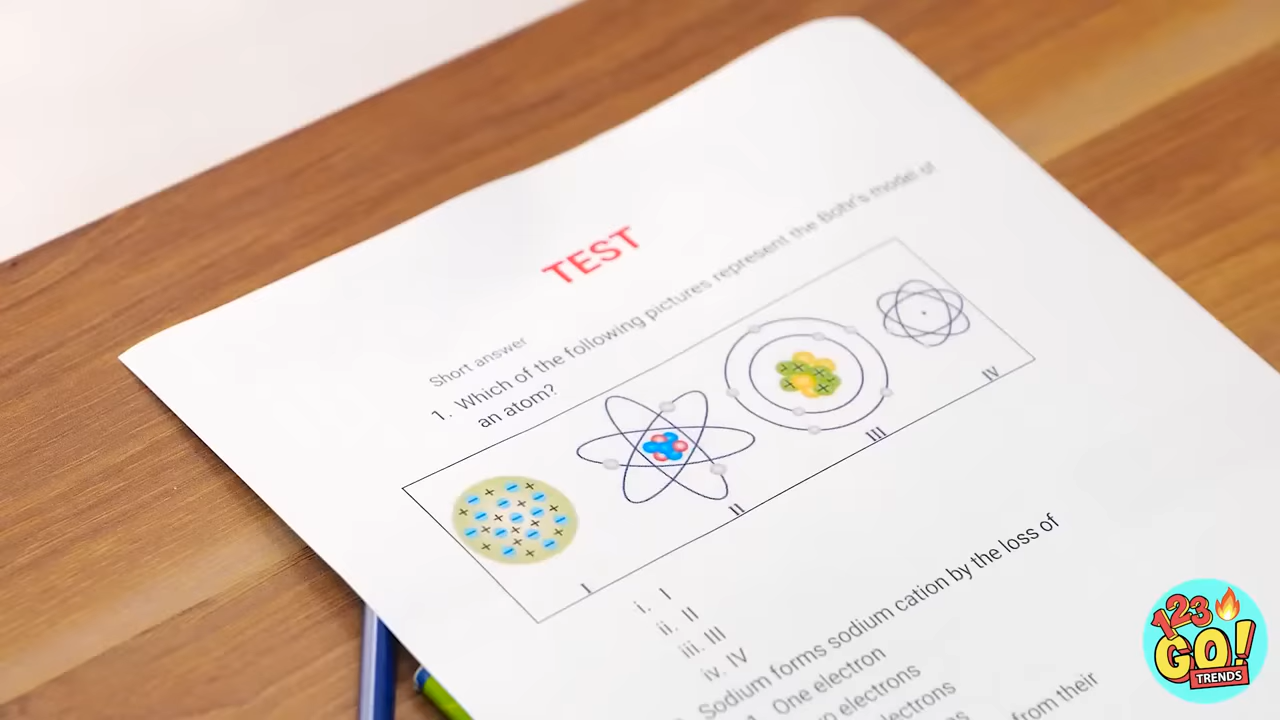 TEST
Short answer
1. Which of the following pictures represent the Bohr's model of
an atom?
I
II
III
IV
i. I
ii. II
iii. III
iv. IV
Sodium forms sodium cation by the loss of
One electron
electrons
electrons
from their
123
GO!
TRENDS